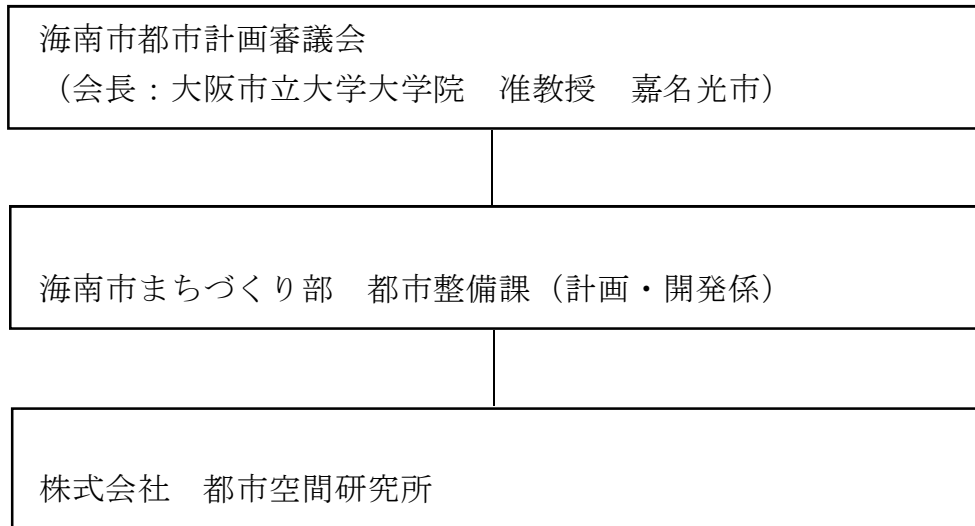 海南市都市計画審議会
（会長：大阪市立大学大学院　准教授　嘉名光市）
海南市まちづくり部　都市整備課（計画・開発係）
株式会社　都市空間研究所